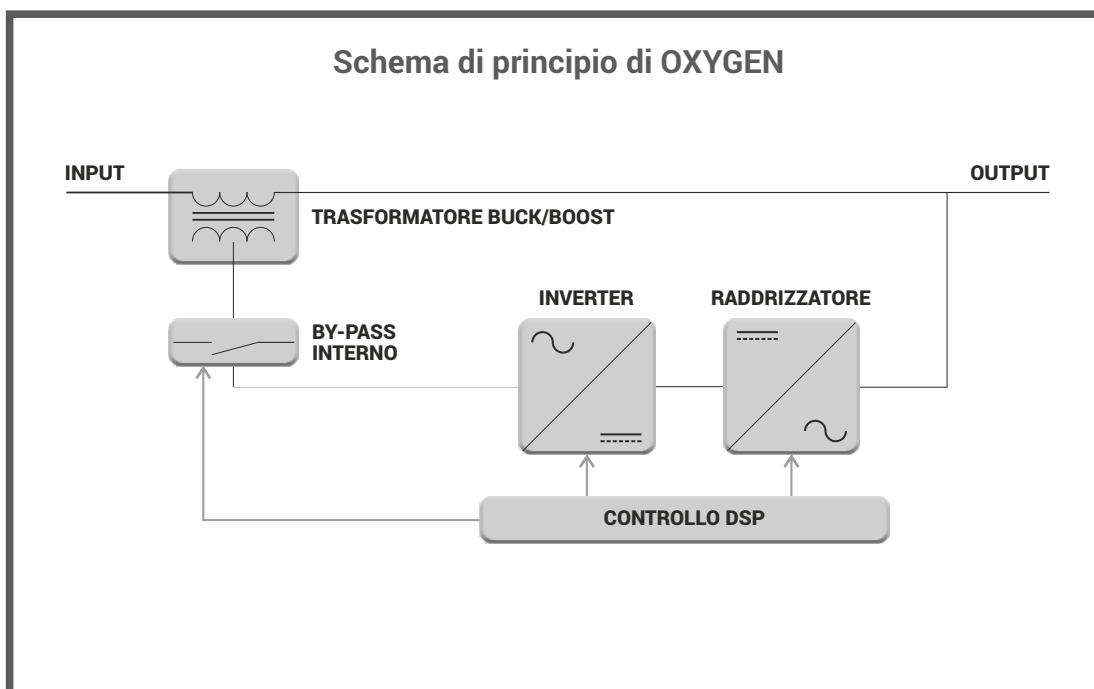 Schema di principio di OXYGEN
INPUT
OUTPUT
TRASFORMATORE BUCK/BOOST
INVERTER
RADDRIZZATORE
BY-PASS
INTERNO
CONTROLLO DSP